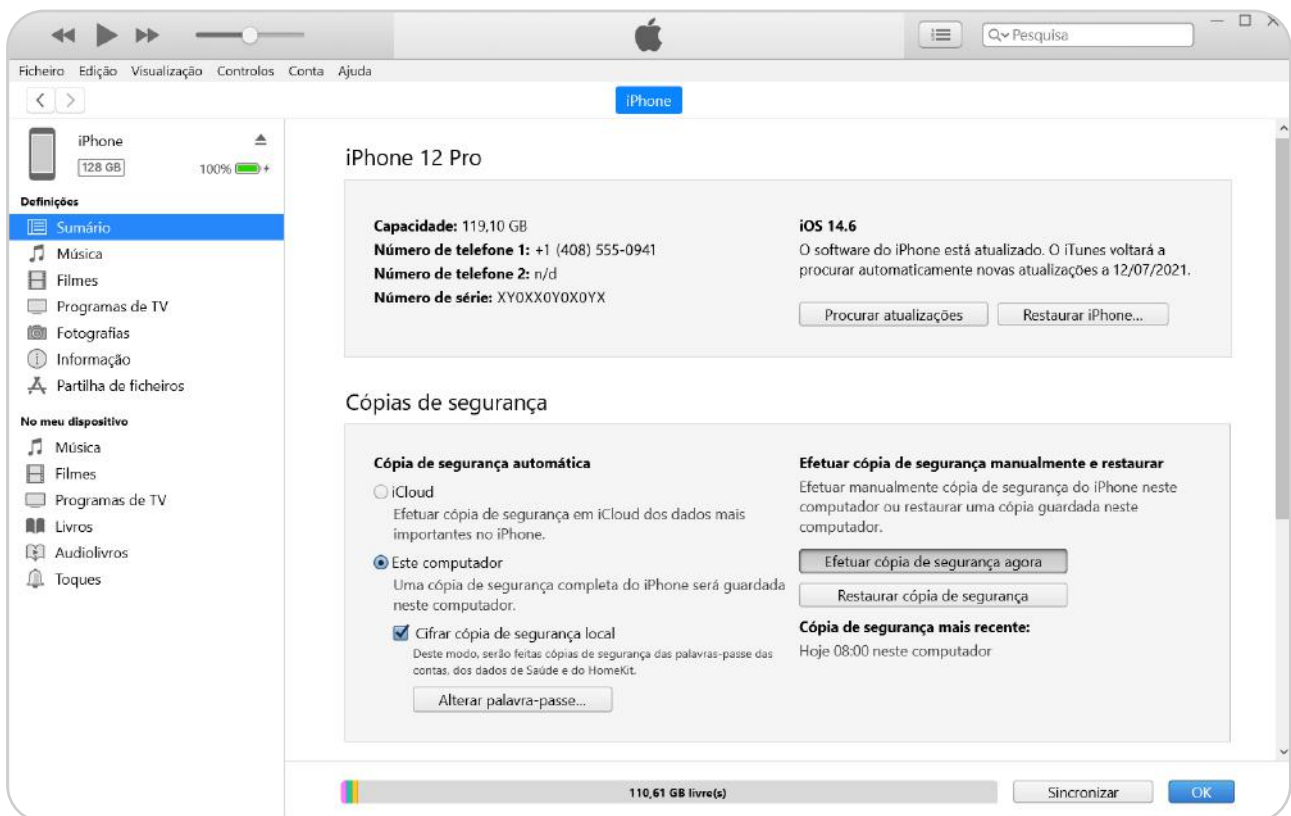 Pesquisa
Ficheiro Edição Visualização Controlos Conta Ajuda
iPhone
iPhone
128 GB
100%
Definições
Sumário
Música
Filmes
Programas de TV
Fotografias
Informação
Partilha de ficheiros
No meu dispositivo
Música
Filmes
Programas de TV
Livros
Audiolivros
Toques
iPhone 12 Pro
Capacidade: 119,10 GB
Número de telefone 1: +1 (408) 555-0941
Número de telefone 2: n/d
Número de série: XY0XX0Y0X0YX
iOS 14.6
O software do iPhone está atualizado. O iTunes voltará a
procurar automaticamente novas atualizações a 12/07/2021.
Procurar atualizações
Restaurar iPhone...
Cópias de segurança
Cópia de segurança automática
iCloud
Efetuar cópia de segurança em iCloud dos dados mais
importantes no iPhone.
Este computador
Uma cópia de segurança completa do iPhone será guardada
neste computador.
Cifrar cópia de segurança local
Deste modo, serão feitas cópias de segurança das palavras-passe das
contas, dos dados de Saúde e do HomeKit.
Alterar palavra-passe...
Efetuar cópia de segurança manualmente e restaurar
Efetuar manualmente cópia de segurança do iPhone neste
computador ou restaurar uma cópia guardada neste
computador.
Efetuar cópia de segurança agora
Restaurar cópia de segurança
Cópia de segurança mais recente:
Hoje 08:00 neste computador
110,61 GB livre(s)
Sincronizar
OK